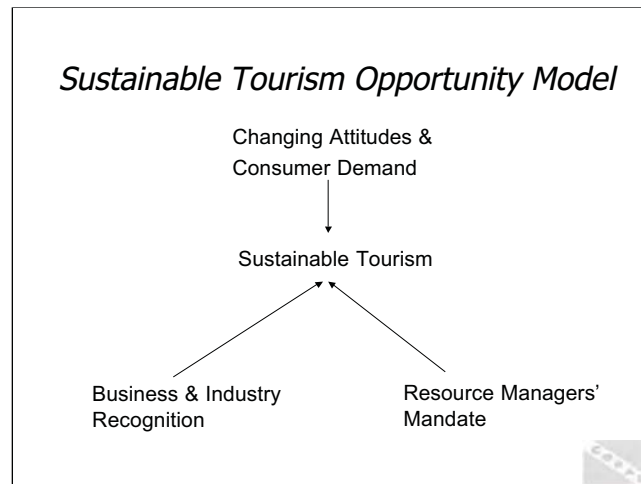 Sustainable Tourism Opportunity Model
Changing Attitudes &
Consumer Demand
Sustainable Tourism
Business & Industry
Recognition
Resource Managers’
Mandate